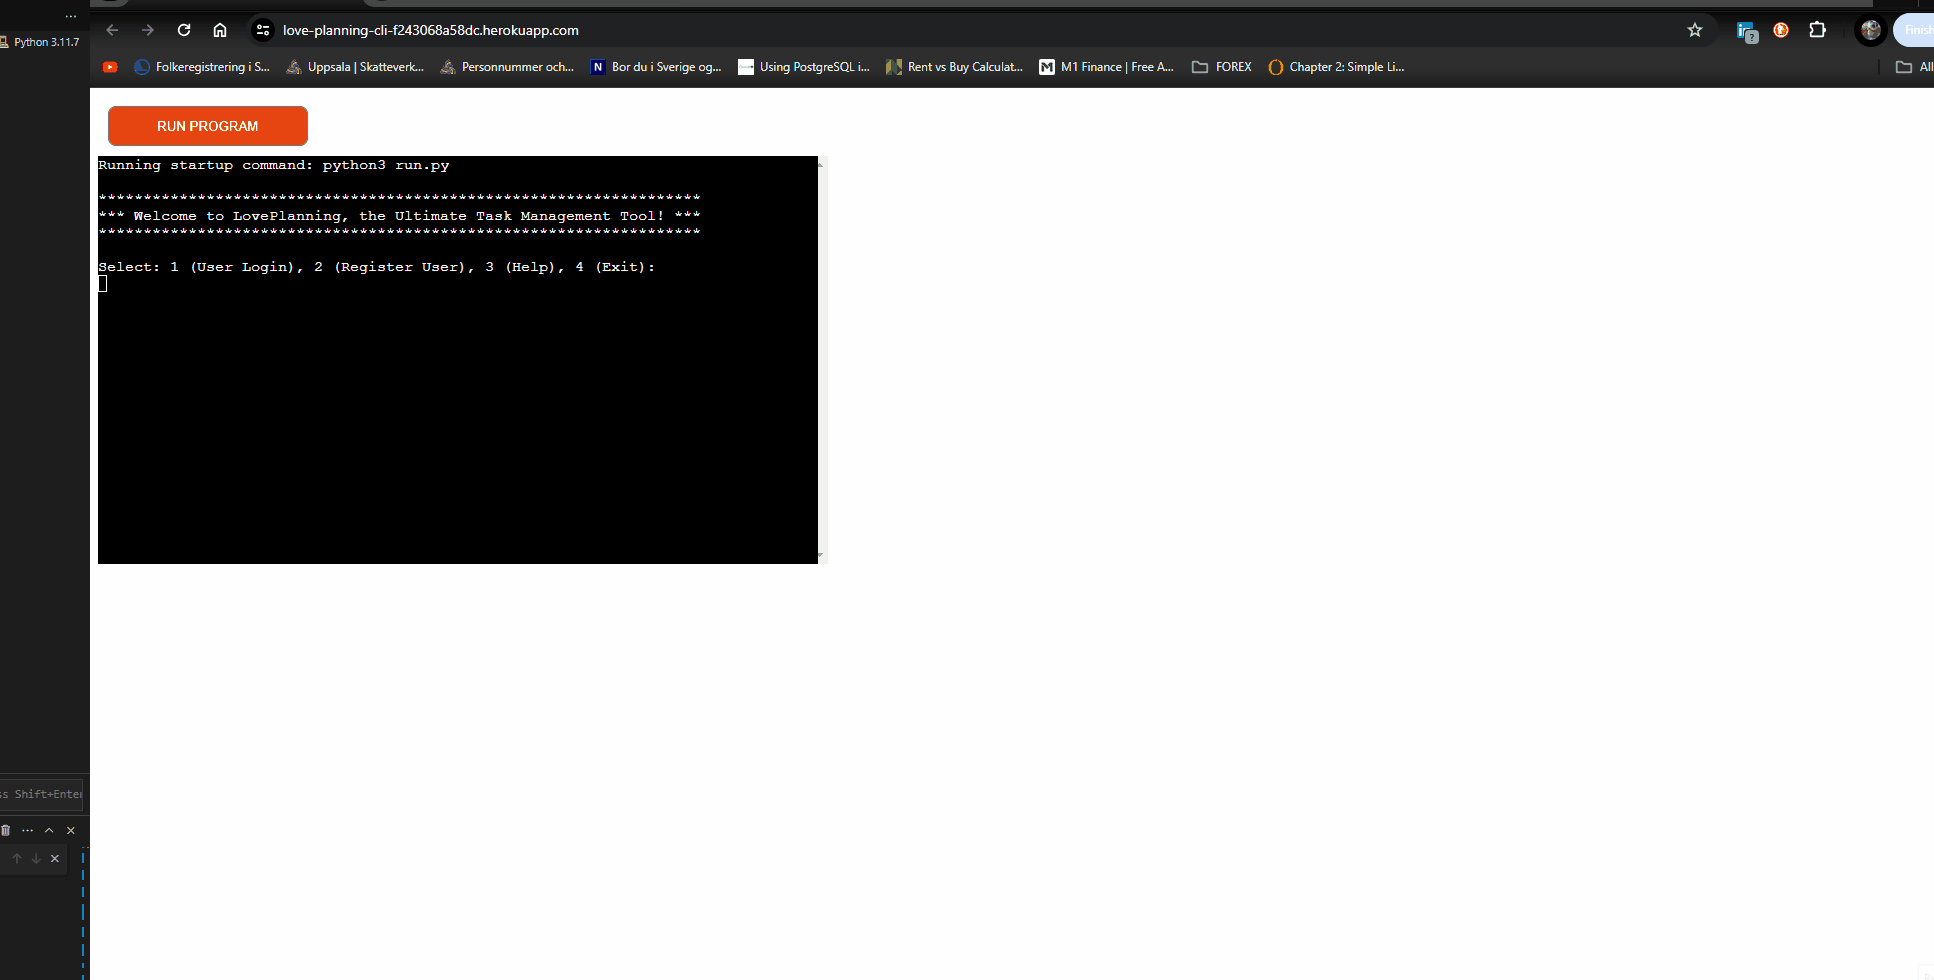 Python 3.11.7
love-planning-cli-f243068a58dc.herokuapp.com
Finish
Folkeregistrering i S...
Uppsala | Skatteverk...
Personnummer och...
N
Bor du i Sverige og...
Using PostgreSQL i...
Rent vs Buy Calculat...
M
M1 Finance | Free A...
FOREX
Chapter 2: Simple Li...
All
RUN PROGRAM
Running startup command: python3 run.py
*******************************************************************
*** Welcome to LovePlanning, the Ultimate Task Management Tool! ***
*******************************************************************
Select: 1 (User Login), 2 (Register User), 3 (Help), 4 (Exit):
ss Shift+Enter